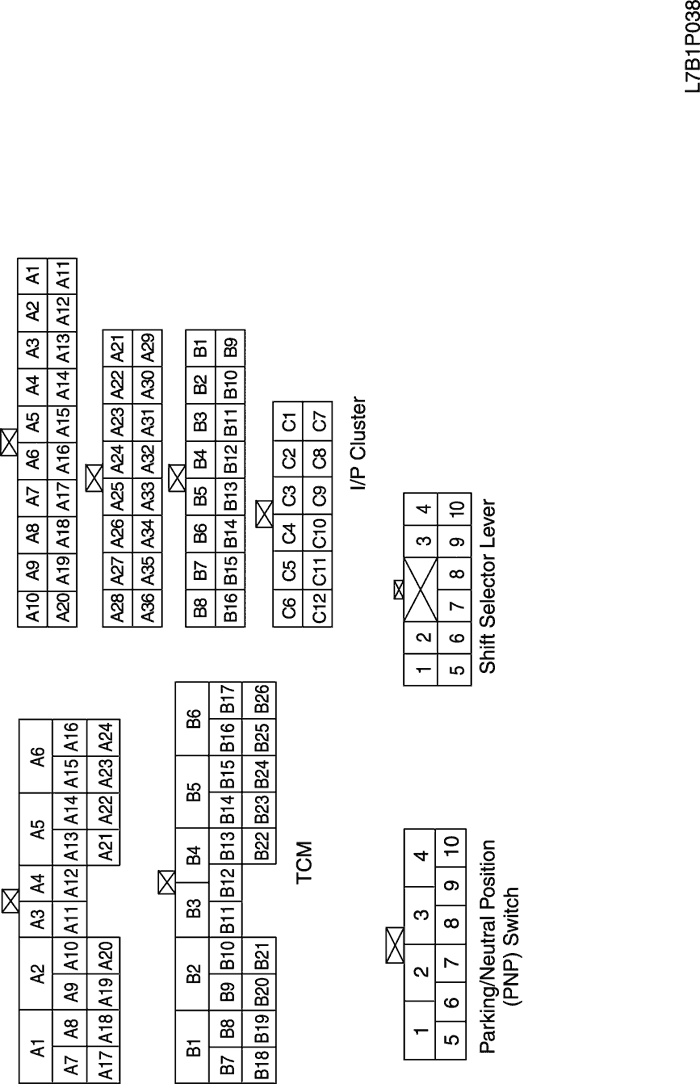 A1 A2 A3 A4 A5 A6
A7 A8 A9 A10 A11 A12 A13 A14 A15 A16
A17 A18 A19 A20 A21 A22 A23 A24
B1 B2 B3 B4 B5 B6
B7 B8 B9 B10 B11 B12 B13 B14 B15 B16 B17
B18 B19 B20 B21 B22 B23 B24 B25 B26
TCM
A10 A9 A8 A7 A6 A5 A4 A3 A2 A1
A20 A19 A18 A17 A16 A15 A14 A13 A12 A11
A28 A27 A26 A25 A24 A23 A22 A21
A36 A35 A34 A33 A32 A31 A30 A29
B8 B7 B6 B5 B4 B3 B2 B1
B16 B15 B14 B13 B12 B11 B10 B9
C6 C5 C4 C3 C2 C1
C12 C11 C10 C9 C8 C7
I/P Cluster
1 2 3 4
5 6 7 8 9 10
Parking/Neutral Position
(PNP) Switch
1 2 3 4
5 6 7 8 9 10
Shift Selector Lever
L7B1P038